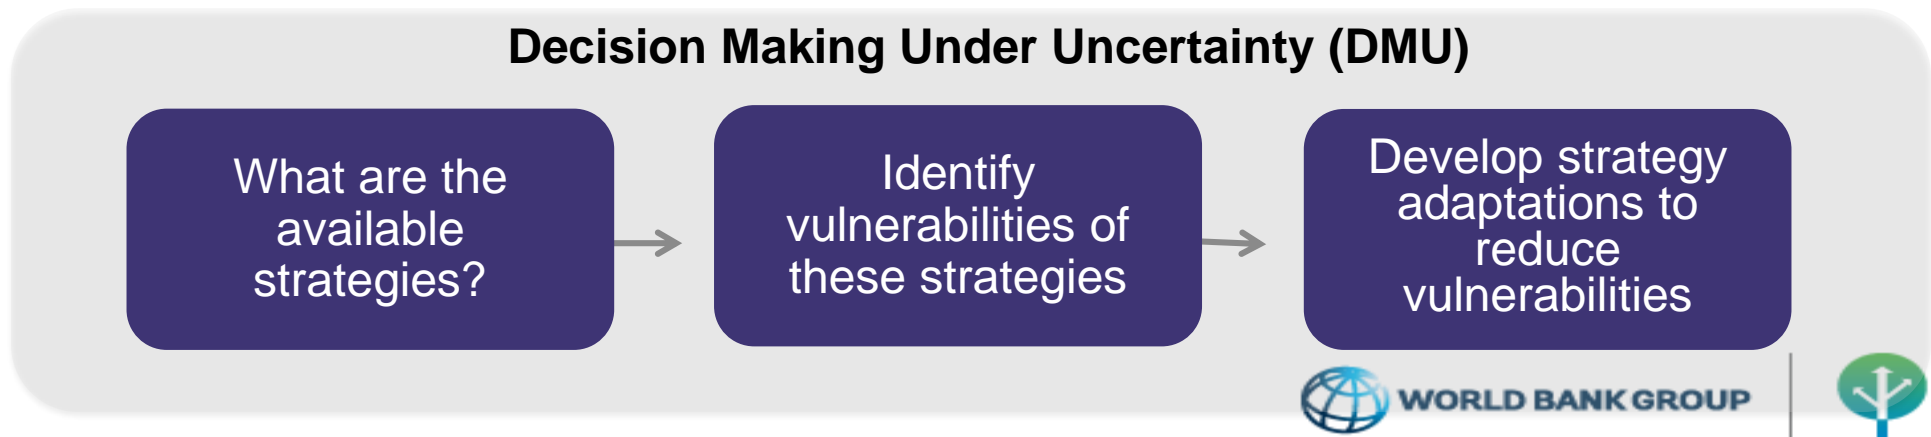 Decision Making Under Uncertainty (DMU)
What are the
available
strategies?
Identify
vulnerabilities of
these strategies
Develop strategy
adaptations to
reduce
vulnerabilities
WORLD BANK GROUP